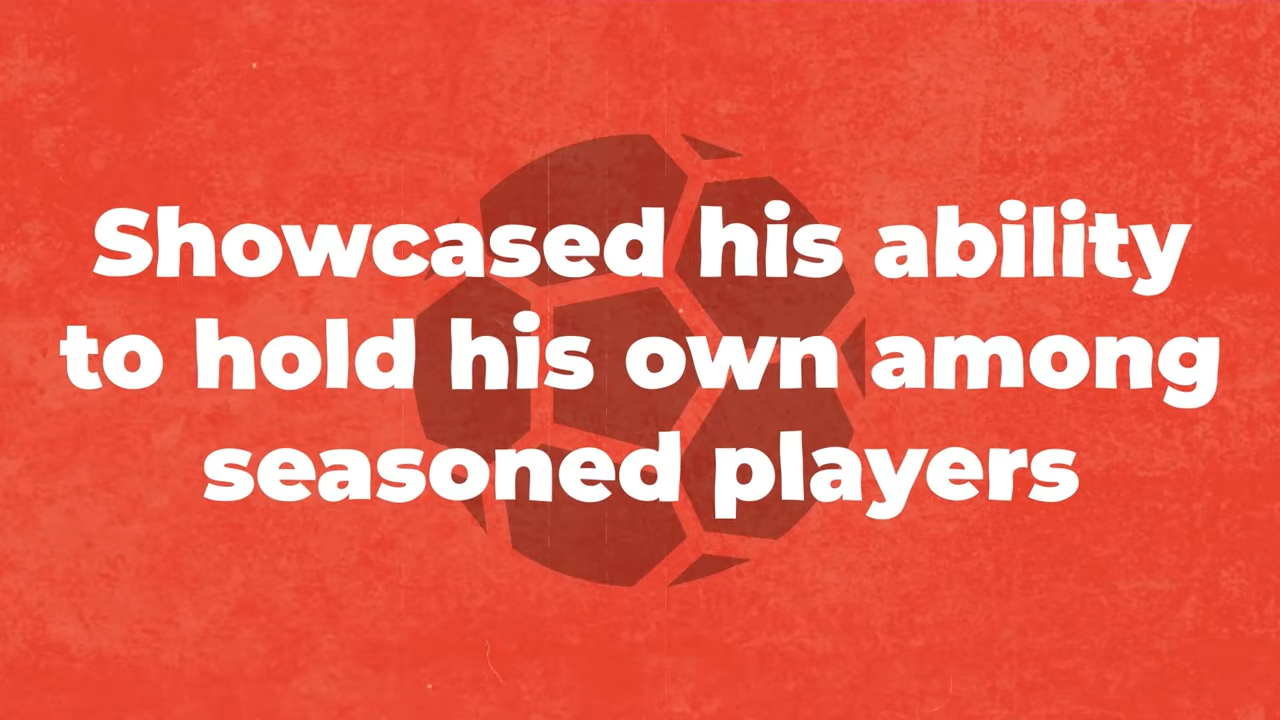 Showcased his ability
to hold his own among
seasoned players